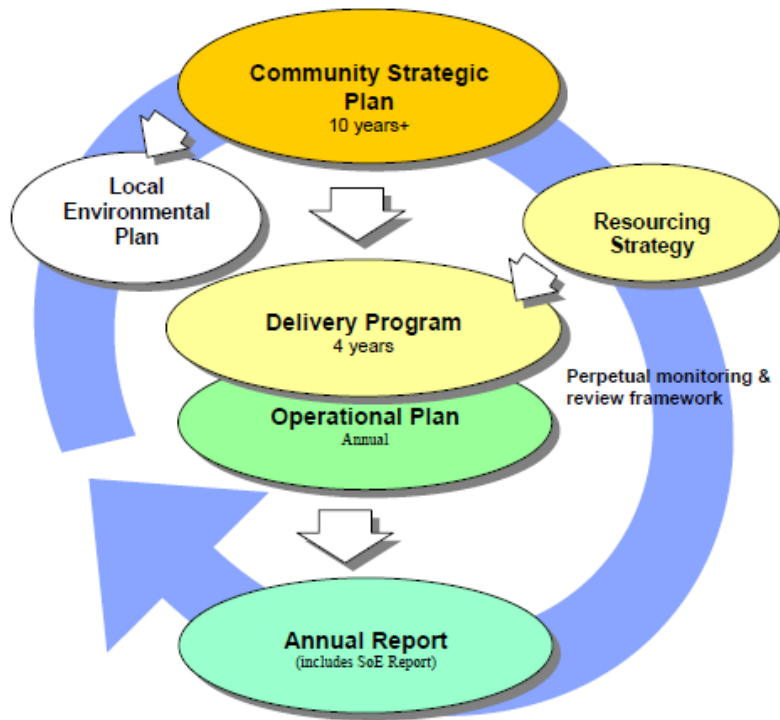 Community Strategic
Plan
10 years+
Local
Environmental
Plan
Resourcing
Strategy
Delivery Program
4 years
Perpetual monitoring &
review framework
Operational Plan
Annual
Annual Report
(includes SoE Report)